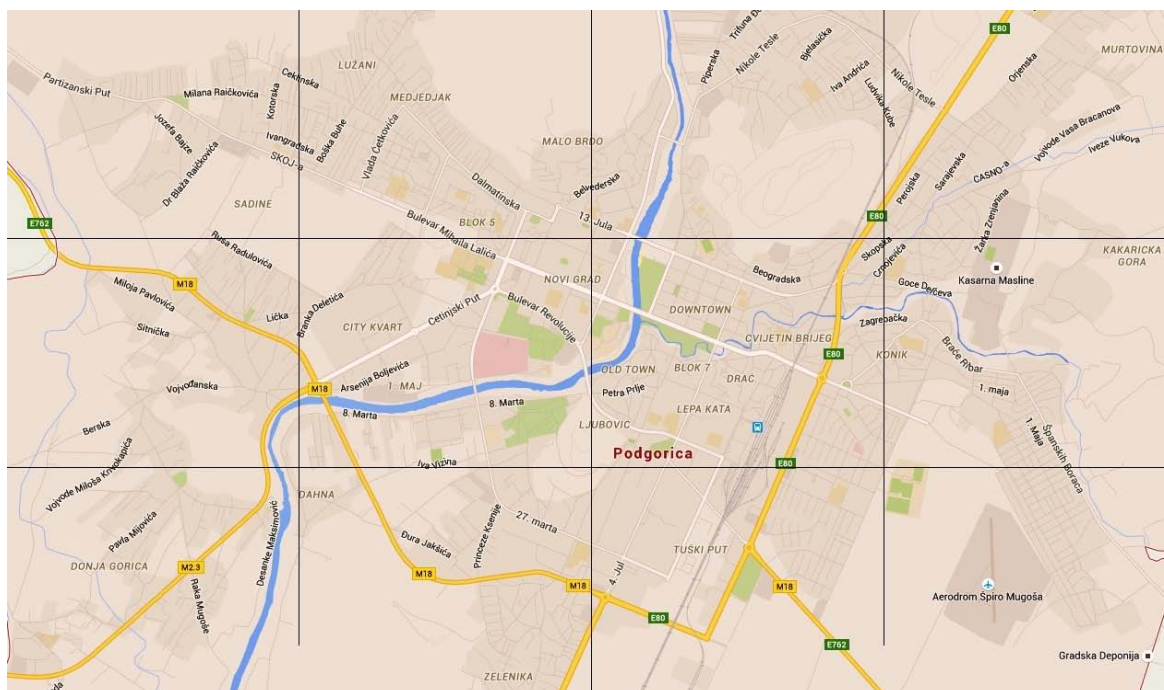 E80
MURTOVINA
Trifuna
Piperska
Nikole Tesle
Bjelasička
Iva Andrića
Ludvika Kube
Nikole Tesle
Orjenska
LUŽANI
Ceklinska
Partizanski Put
Milana Raičkovića
Kotorska
MEDJEDJAK
Jozefa Bajze
Dr Blaža Raičkovića
Ivangradska
Boška Buhe
Vlada Ćetkovića
SKOJ-a
MALO BRDO
Vojvode Vasa Bracanova
Iveze Vukova
CASNO-a
Sarajevska
Perojska
Dalmatinska
Belvederska
SADINE
BLOK 5
13. Jula
E80
Žarka Zrenjanina
E762
Bulevar Mihaila Lalića
Rusa Radulovića
Skopska
Crnojevića
KAKARICKA
GORA
NOVI GRAD
Beogradska
Kasarna Masline
M18
Miloja Pavlovića
Goce Delčeva
Branka Deletića
Cetinjski Put
Bulevar Revolucije
DOWNTOWN
Lička
CITY KVART
Sitnička
Zagrebačka
CVIJETIN BRIJEG
E80
KONIK
Braće Ribar
OLD TOWN
BLOK 7
DRAČ
Arsenija Boljevića
Vojvođanska
M18
1. MAJ
Petra Prlje
1. maja
8. Marta
8. Marta
LEPA KATA
LJUBOVIC
Berska
1. Maja
Španskih Boraca
Podgorica
Iva Vizina
E80
Vojvode Miloša Krivokapića
DAHNA
Desanke Maksimović
Pavla Mijovića
27. marta
Princeze Ksenije
Đura Jakšića
TUŠKI PUT
DONJA GORICA
M2.3
M18
M18
4. Jul
M18
Raka Mugoše
Aerodrom Špiro Mugoša
E80
E762
Gradska Deponija
ZELENIKA